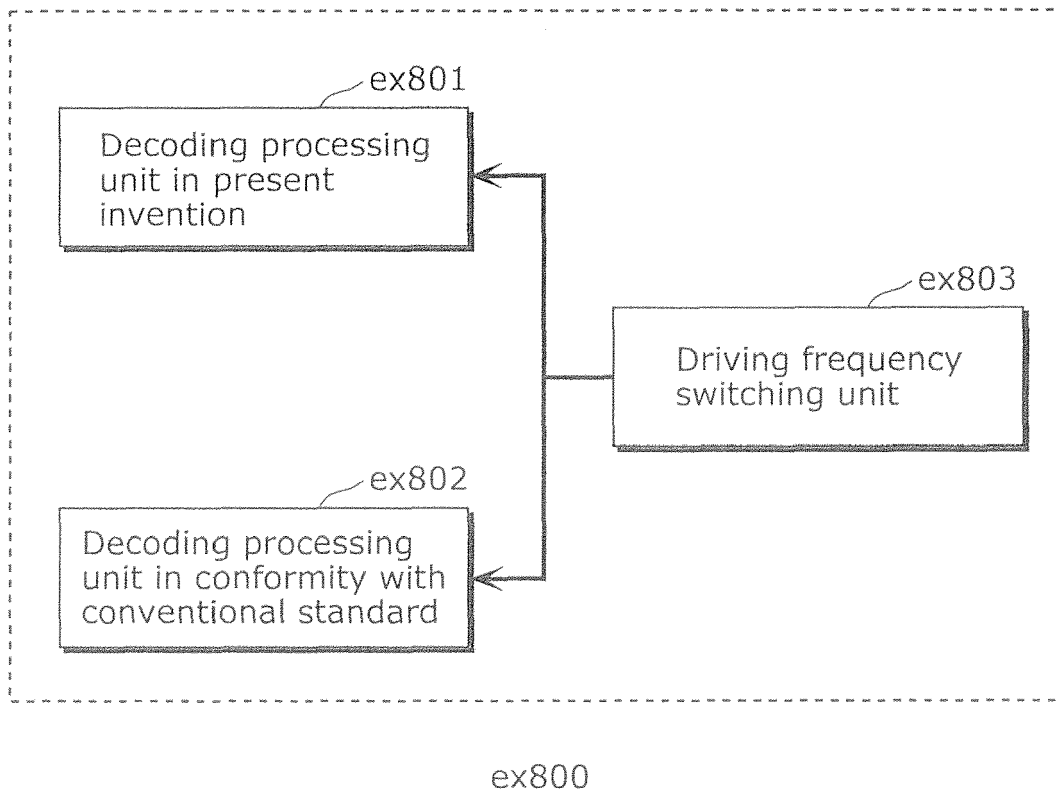 ex801
Decoding processing
unit in present
invention
ex803
Driving frequency
switching unit
ex802
Decoding processing
unit in conformity with
conventional standard
ex800